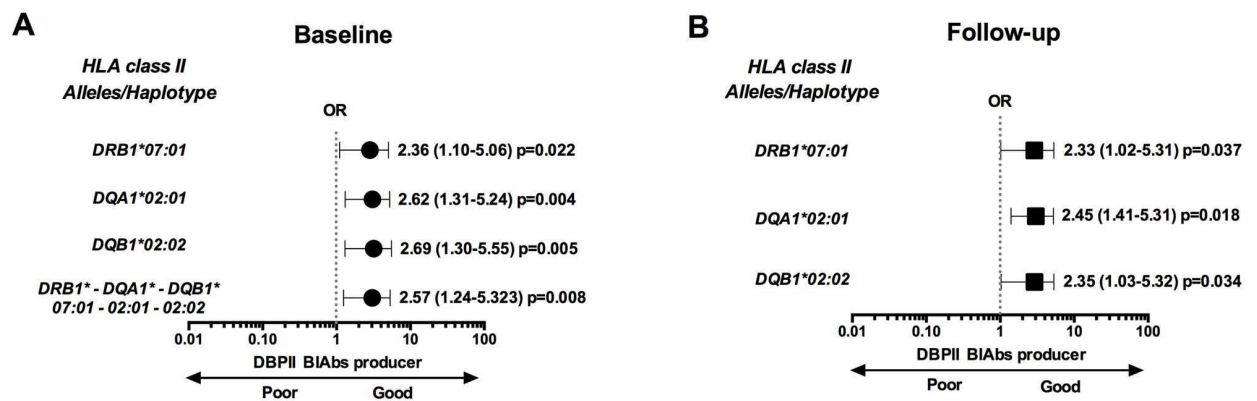 A
Baseline
HLA class II
Alleles/Haplotype
OR
DRB1*07:01
2.36 (1.10-5.06) p=0.022
DQA1*02:01
2.62 (1.31-5.24) p=0.004
DQB1*02:02
2.69 (1.30-5.55) p=0.005
DRB1* - DQA1* - DQB1*
07:01 - 02:01 - 02:02
2.57 (1.24-5.323) p=0.008
0.01 0.10 1 10 100
DBPII BIAbs producer
Poor Good
B
Follow-up
HLA class II
Alleles/Haplotype
OR
DRB1*07:01
2.33 (1.02-5.31) p=0.037
DQA1*02:01
2.45 (1.41-5.31) p=0.018
DQB1*02:02
2.35 (1.03-5.32) p=0.034
0.01 0.10 1 10 100
DBPII BIAbs producer
Poor Good